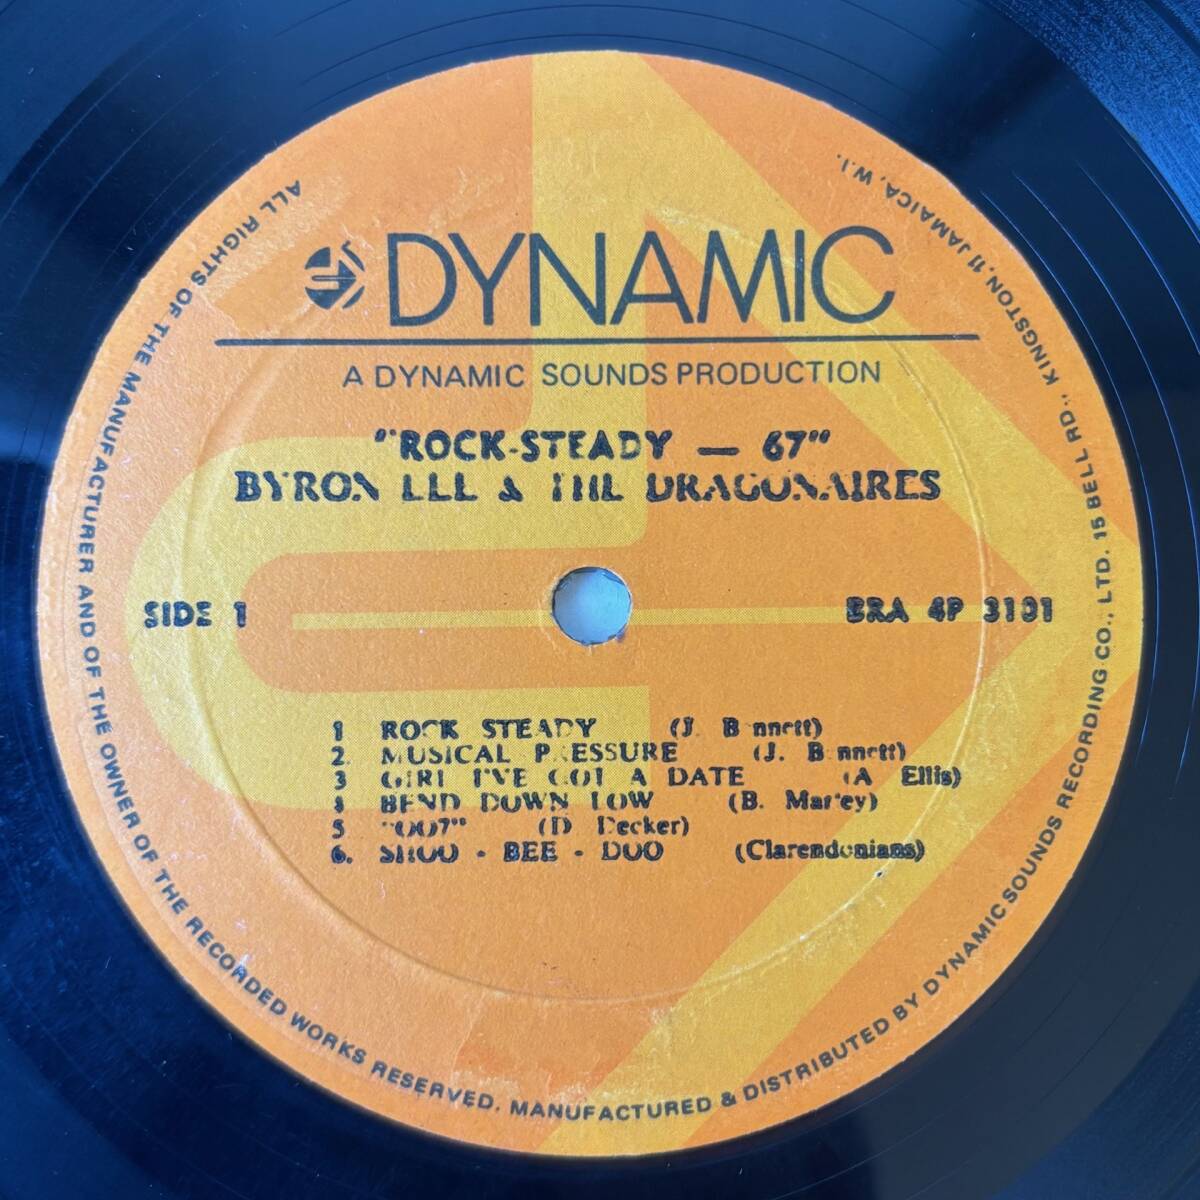 DYNAMIC
A DYNAMIC SOUNDS PRODUCTION
"ROCK-STEADY — 67"
BYRON LEE & THE DRAGONAIRES
SIDE 1
BRA 4P 3101
1 ROCK STEADY (J. Bennett)
2. MUSICAL PRESSURE (J. Bennett)
3 GIRL I'VE GOT A DATE (A Ellis)
4 BEND DOWN LOW (B. Marley)
5 "007" (D. Decker)
6. SHOO - BEE - DOO (Clarendonians)
ALL RIGHTS OF THE MANUFACTURER AND OF THE OWNER OF THE RECORDED WORKS RESERVED. MANUFACTURED & DISTRIBUTED BY DYNAMIC SOUNDS RECORDING CO., LTD. 15 BELL RD., KINGSTON, 11 JAMAICA, W.I.